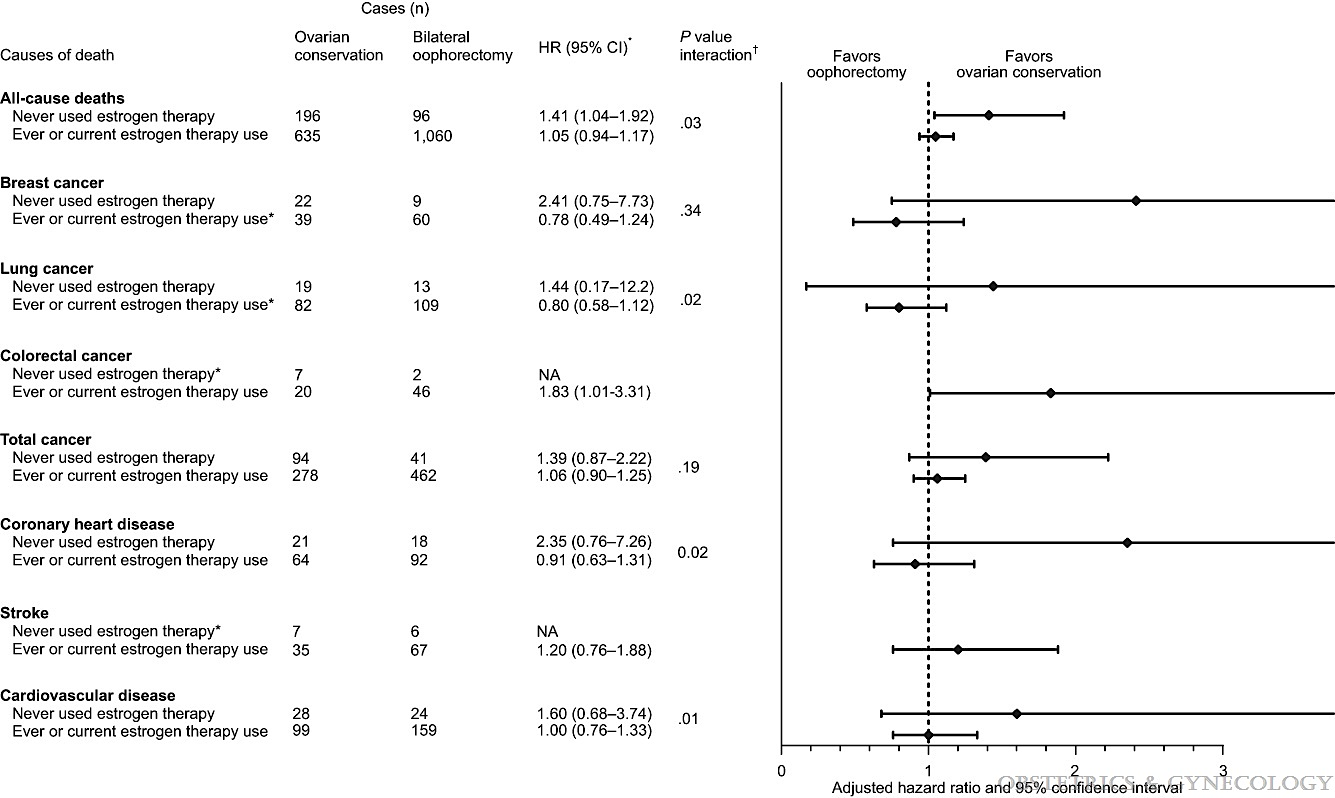 Cases (n)
Causes of death Ovarian conservation Bilateral oophorectomy HR (95% CI)* P value interaction† Favors oophorectomy Favors ovarian conservation
All-cause deaths
Never used estrogen therapy 196 96 1.41 (1.04–1.92)
.03
Ever or current estrogen therapy use 635 1,060 1.05 (0.94–1.17)
Breast cancer
Never used estrogen therapy 22 9 2.41 (0.75–7.73)
.34
Ever or current estrogen therapy use* 39 60 0.78 (0.49–1.24)
Lung cancer
Never used estrogen therapy 19 13 1.44 (0.17–12.2)
.02
Ever or current estrogen therapy use* 82 109 0.80 (0.58–1.12)
Colorectal cancer
Never used estrogen therapy* 7 2 NA
Ever or current estrogen therapy use 20 46 1.83 (1.01-3.31)
Total cancer
Never used estrogen therapy 94 41 1.39 (0.87–2.22)
.19
Ever or current estrogen therapy use 278 462 1.06 (0.90–1.25)
Coronary heart disease
Never used estrogen therapy 21 18 2.35 (0.76–7.26)
0.02
Ever or current estrogen therapy use 64 92 0.91 (0.63–1.31)
Stroke
Never used estrogen therapy* 7 6 NA
Ever or current estrogen therapy use 35 67 1.20 (0.76–1.88)
Cardiovascular disease
Never used estrogen therapy 28 24 1.60 (0.68–3.74)
.01
Ever or current estrogen therapy use 99 159 1.00 (0.76–1.33)
0 1 2 3
Adjusted hazard ratio and 95% confidence interval
OBSTETRICS & GYNECOLOGY